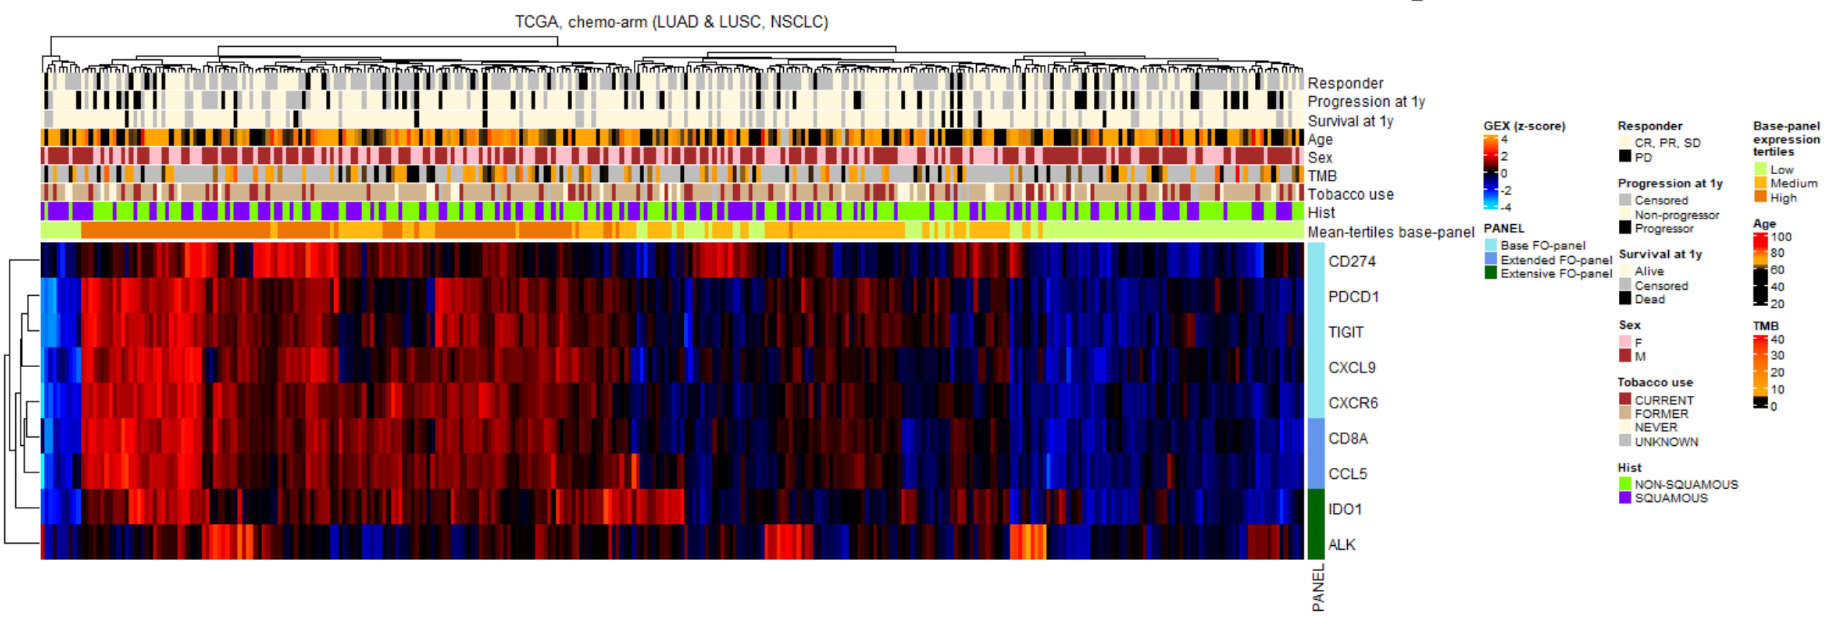 TCGA, chemo-arm (LUAD & LUSC, NSCLC)
Responder
Progression at 1y
Survival at 1y
Age
Sex
TMB
Tobacco use
Hist
Mean-tertiles base-panel
CD274
PDCD1
TIGIT
CXCL9
CXCR6
CD8A
CCL5
IDO1
ALK
PANEL
GEX (z-score)
4
2
0
-2
-4
PANEL
Base FO-panel
Extended FO-panel
Extensive FO-panel
Responder
CR, PR, SD
PD
Progression at 1y
Censored
Non-progressor
Progressor
Survival at 1y
Alive
Censored
Dead
Sex
F
M
Tobacco use
CURRENT
FORMER
NEVER
UNKNOWN
Hist
NON-SQUAMOUS
SQUAMOUS
Base-panel
expression
tertiles
Low
Medium
High
Age
100
80
60
40
20
TMB
40
30
20
10
0